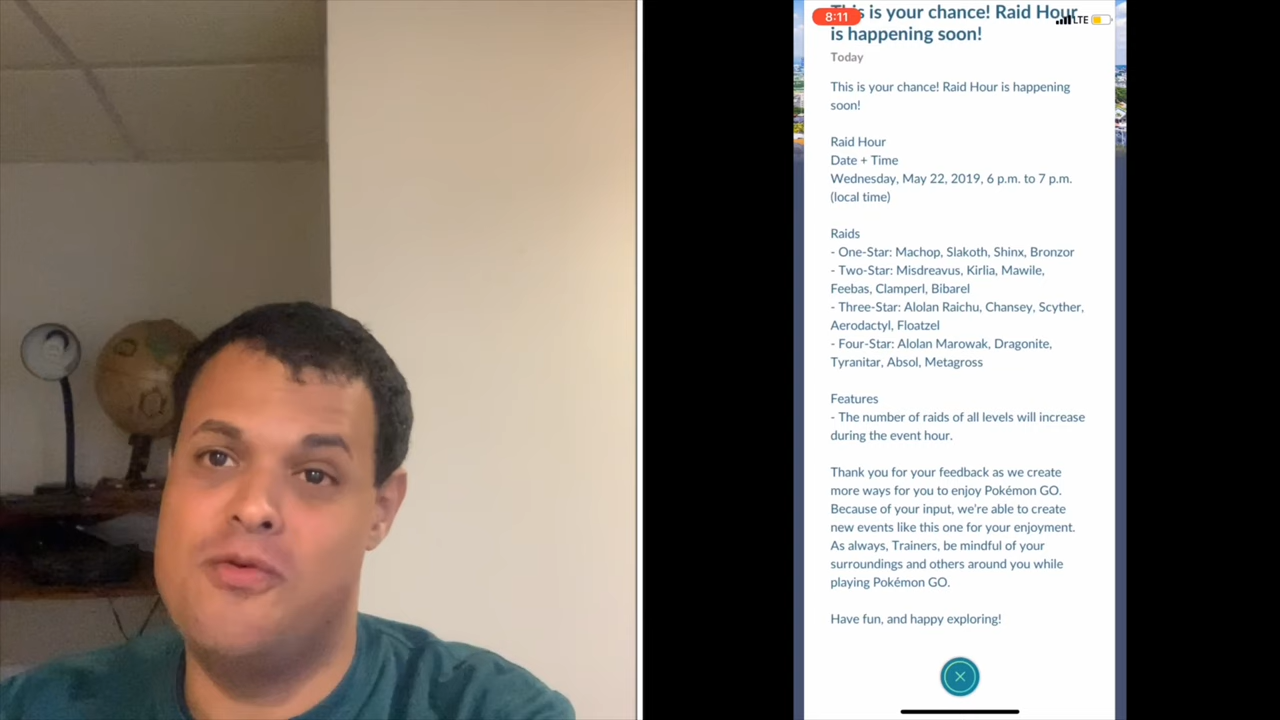 This is your chance! Raid Hour
is happening soon!
8:11
LTE
Today
This is your chance! Raid Hour is happening
soon!
Raid Hour
Date + Time
Wednesday, May 22, 2019, 6 p.m. to 7 p.m.
(local time)
Raids
- One-Star: Machop, Slakoth, Shinx, Bronzor
- Two-Star: Misdreavus, Kirlia, Mawile,
Feebas, Clamperl, Bibarel
- Three-Star: Alolan Raichu, Chansey, Scyther,
Aerodactyl, Floatzel
- Four-Star: Alolan Marowak, Dragonite,
Tyranitar, Absol, Metagross
Features
- The number of raids of all levels will increase
during the event hour.
Thank you for your feedback as we create
more ways for you to enjoy Pokémon GO.
Because of your input, we're able to create
new events like this one for your enjoyment.
As always, Trainers, be mindful of your
surroundings and others around you while
playing Pokémon GO.
Have fun, and happy exploring!